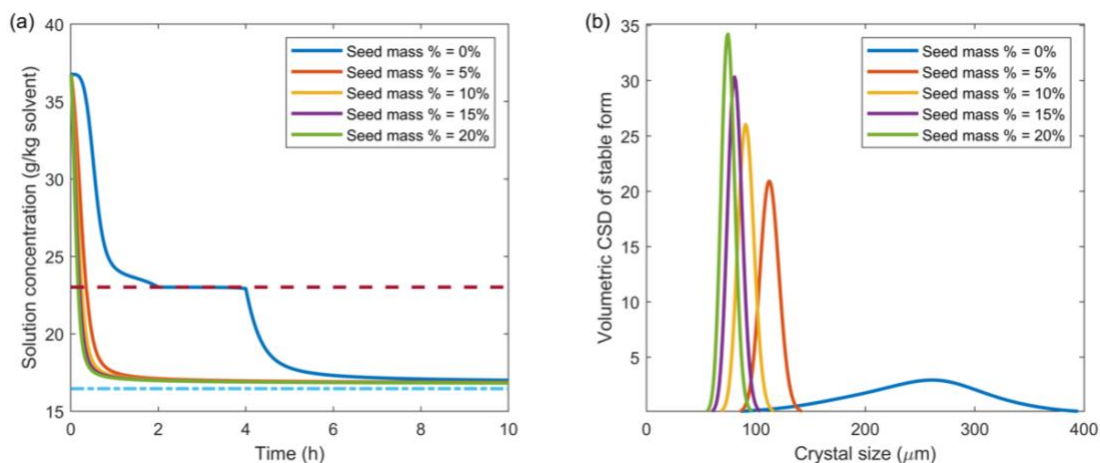 (a)
40
35
30
25
20
15
Solution concentration (g/kg solvent)
0
2
4
6
8
10
Time (h)
Seed mass % = 0%
Seed mass % = 5%
Seed mass % = 10%
Seed mass % = 15%
Seed mass % = 20%
(b)
35
30
25
20
15
10
5
Volumetric CSD of stable form
0
100
200
300
400
Crystal size (μm)
Seed mass % = 0%
Seed mass % = 5%
Seed mass % = 10%
Seed mass % = 15%
Seed mass % = 20%